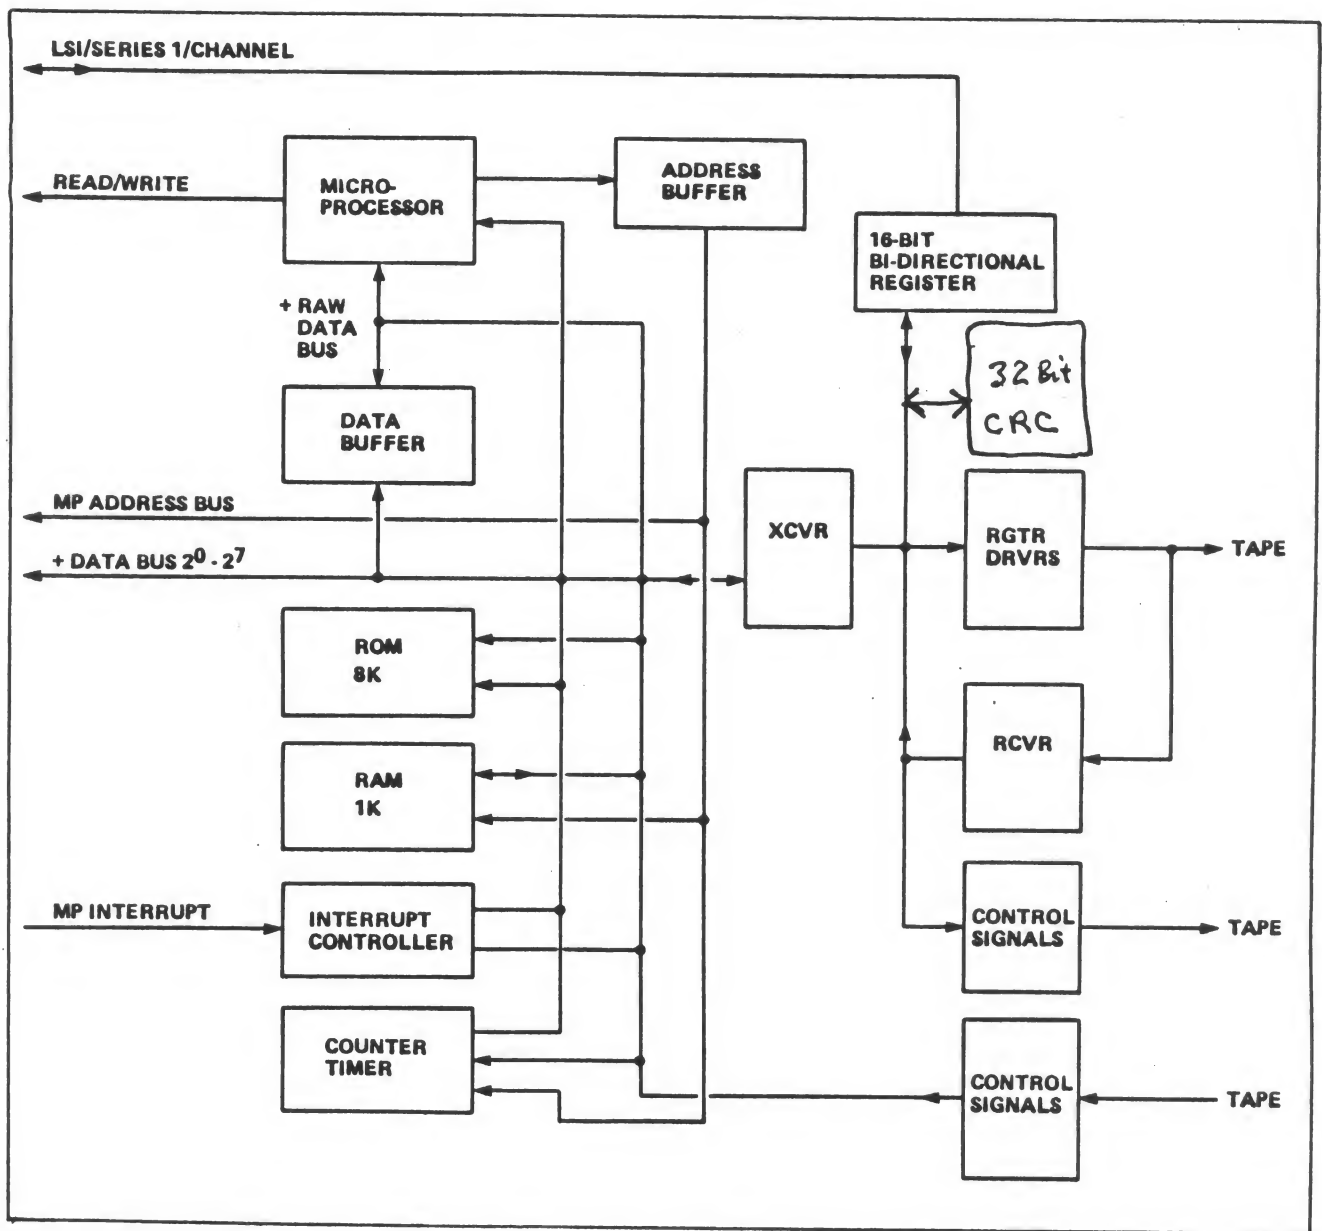 LSI/SERIES 1/CHANNEL
READ/WRITE
MICRO-
PROCESSOR
ADDRESS
BUFFER
16-BIT
BI-DIRECTIONAL
REGISTER
+ RAW
DATA
BUS
32 Bit
CRC
DATA
BUFFER
MP ADDRESS BUS
XCVR
RGTR
DRVRS
TAPE
+ DATA BUS 2⁰ - 2⁷
ROM
8K
RCVR
RAM
1K
MP INTERRUPT
INTERRUPT
CONTROLLER
CONTROL
SIGNALS
TAPE
COUNTER
TIMER
CONTROL
SIGNALS
TAPE